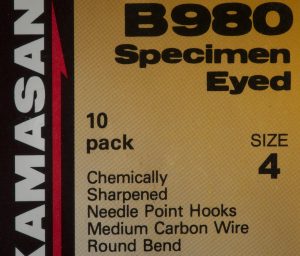 KAMASAN
B980
Specimen
Eyed
10
pack
SIZE
4
Chemically
Sharpened
Needle Point Hooks
Medium Carbon Wire
Round Bend